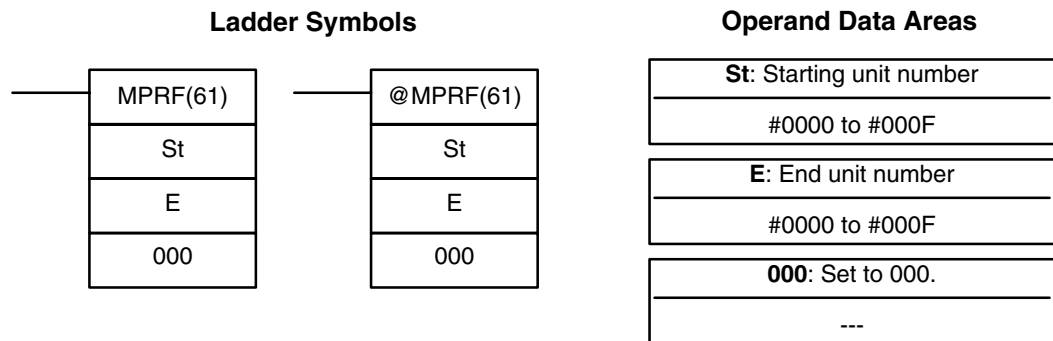 Ladder Symbols
MPRF(61)
St
E
000
@MPRF(61)
St
E
000
Operand Data Areas
St: Starting unit number
#0000 to #000F
E: End unit number
#0000 to #000F
000: Set to 000.
---